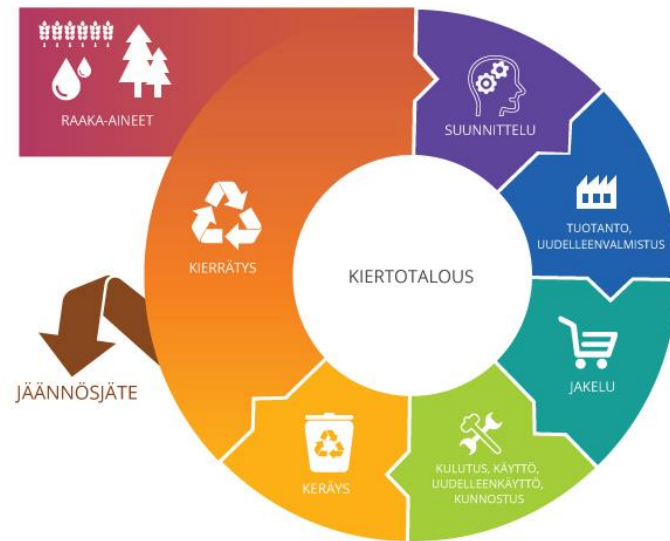 RAAKA-AINEET
SUUNNITTELU
TUOTANTO,
UUDELLEENVALMISTUS
JAKELU
KULUTUS, KÄYTTÖ,
UUDELLEENKÄYTTÖ,
KUNNOSTUS
KERÄYS
KIERRÄTYS
JÄÄNNÖSJÄTE
KIERTOTALOUS